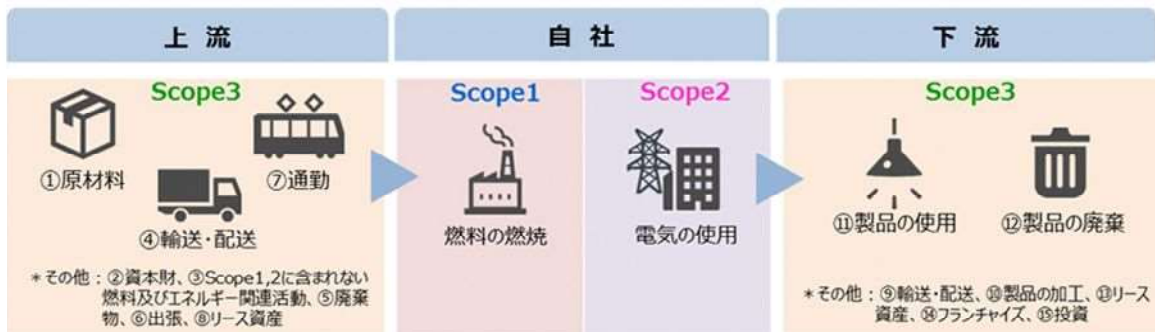 上流
自社
下流
Scope3
①原材料
⑦通勤
④輸送・配送
＊その他：②資本財、③Scope1,2に含まれない
燃料及びエネルギー関連活動、⑤廃棄
物、⑥出張、⑧リース資産
Scope1
燃料の燃焼
Scope2
電気の使用
Scope3
⑪製品の使用
⑫製品の廃棄
＊その他：⑨輸送・配送、⑩製品の加工、⑬リース
資産、⑭フランチャイズ、⑮投資